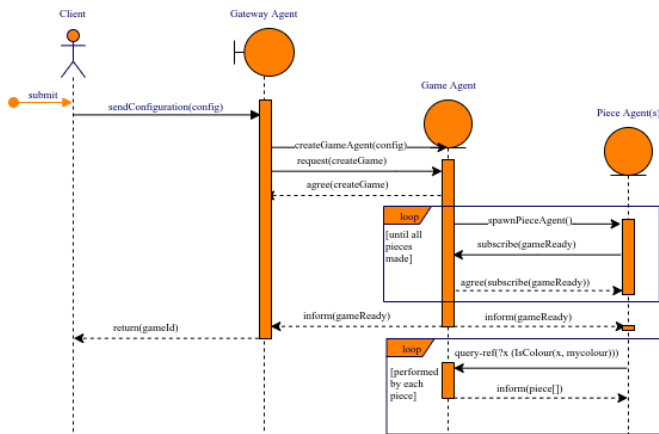 Client
Gateway Agent
Game Agent
Piece Agent(s)
submit
sendConfiguration(config)
createGameAgent(config)
request(createGame)
agree(createGame)
loop
[until all
pieces
made]
spawnPieceAgent()
subscribe(gameReady)
agree(subscribe(gameReady))
inform(gameReady)
inform(gameReady)
return(gameId)
loop
[performed
by each
piece]
query-ref(?x (IsColour(x, mycolour)))
inform(piece[])